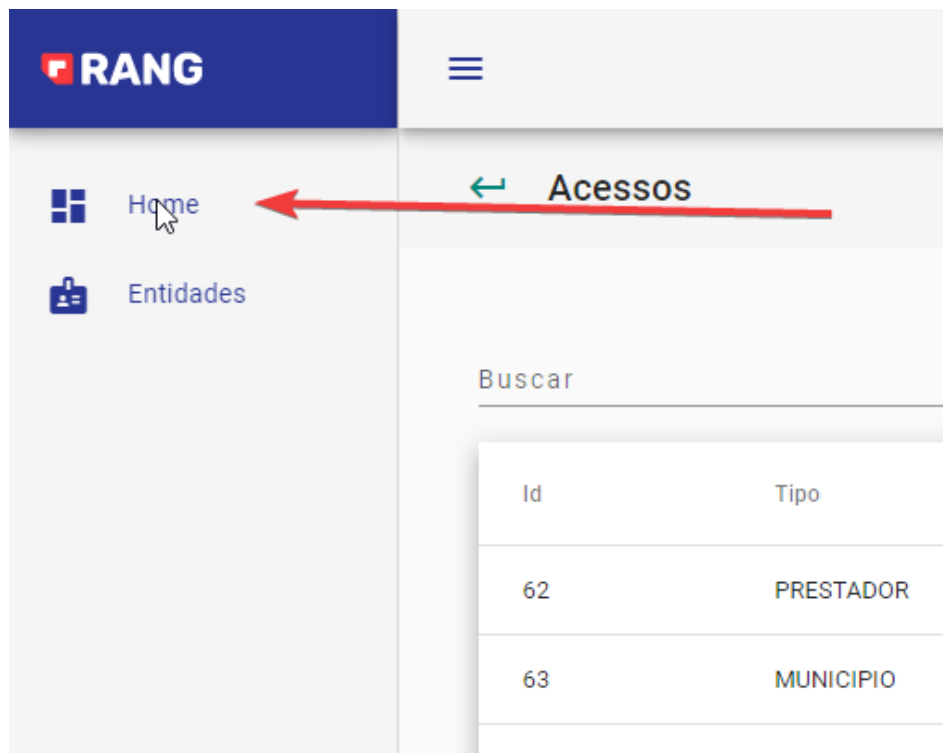 RANG
Home
Entidades
Acessos
Buscar
Id Tipo
62 PRESTADOR
63 MUNICIPIO